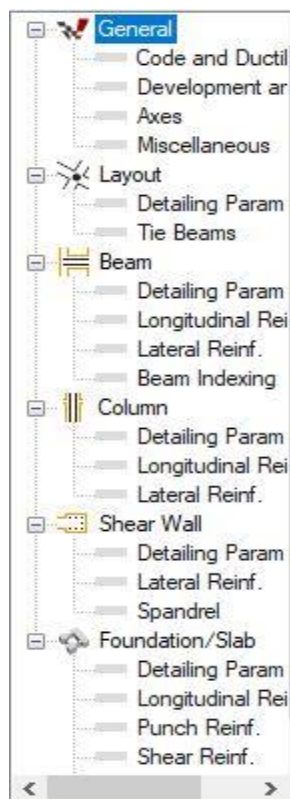 General
Code and Ductil
Development ar
Axes
Miscellaneous
Layout
Detailing Param
Tie Beams
Beam
Detailing Param
Longitudinal Rei
Lateral Reinf.
Beam Indexing
Column
Detailing Param
Longitudinal Rei
Lateral Reinf.
Shear Wall
Detailing Param
Lateral Reinf.
Spandrel
Foundation/Slab
Detailing Param
Longitudinal Rei
Punch Reinf.
Shear Reinf.